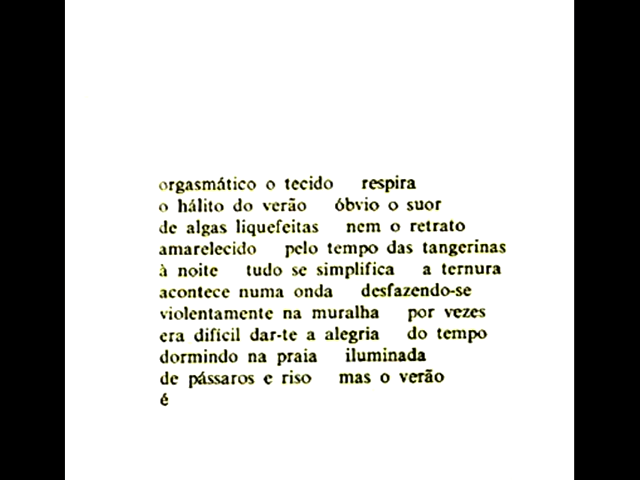 orgasmático o tecido respira
o hálito do verão óbvio o suor
de algas liquefeitas nem o retrato
amarelecido pelo tempo das tangerinas
à noite tudo se simplifica a ternura
acontece numa onda desfazendo-se
violentamente na muralha por vezes
era difícil dar-te a alegria do tempo
dormindo na praia iluminada
de pássaros e riso mas o verão
é